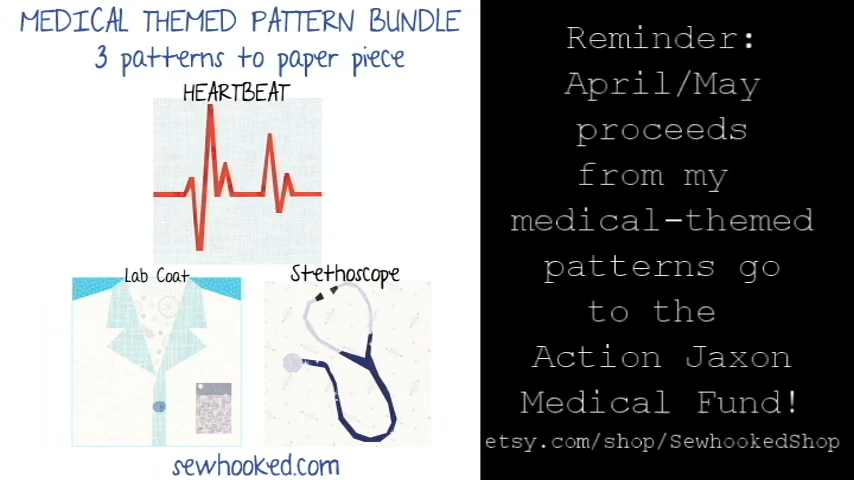 MEDICAL THEMED PATTERN BUNDLE
3 patterns to paper piece
HEARTBEAT
Lab Coat
Stethoscope
sewhooked.com
Reminder:
April/May
proceeds
from my
medical-themed
patterns go
to the
Action Jaxon
Medical Fund!
etsy.com/shop/SewhookedShop